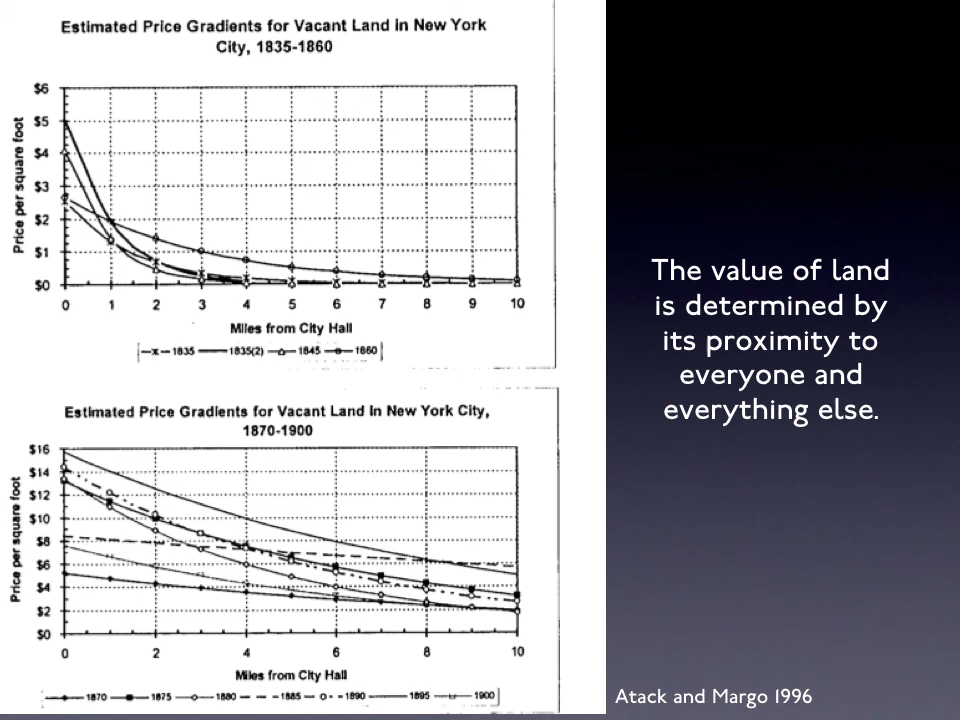 Estimated Price Gradients for Vacant Land in New York
City, 1835-1860
$6
$5
$4
$3
$2
$1
$0
Price per square foot
0 1 2 3 4 5 6 7 8 9 10
Miles from City Hall
1835 1835(2) 1845 1860
Estimated Price Gradients for Vacant Land in New York City,
1870-1900
$16
$14
$12
$10
$8
$6
$4
$2
$0
Price per square foot
0 2 4 6 8 10
Miles from City Hall
1870 1875 1880 1885 1890 1895 1900
The value of land
is determined by
its proximity to
everyone and
everything else.
Atack and Margo 1996